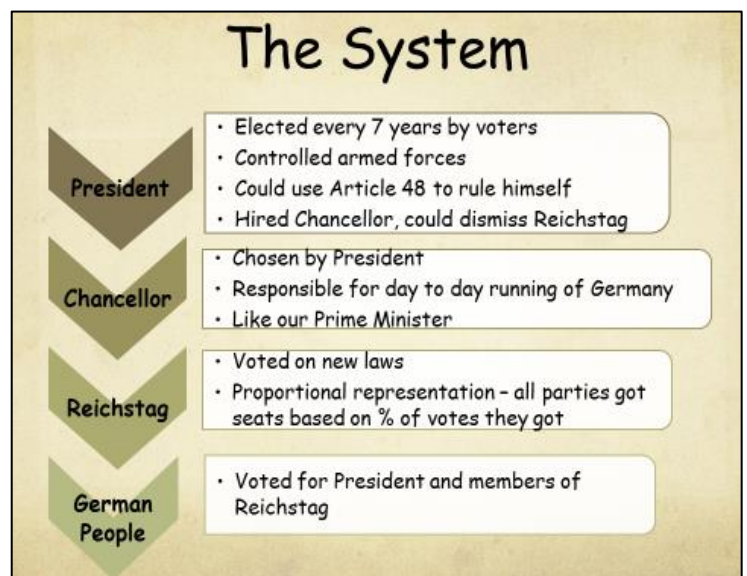 The System
President
• Elected every 7 years by voters
• Controlled armed forces
• Could use Article 48 to rule himself
• Hired Chancellor, could dismiss Reichstag
Chancellor
• Chosen by President
• Responsible for day to day running of Germany
• Like our Prime Minister
Reichstag
• Voted on new laws
• Proportional representation – all parties got
seats based on % of votes they got
German
People
• Voted for President and members of
Reichstag